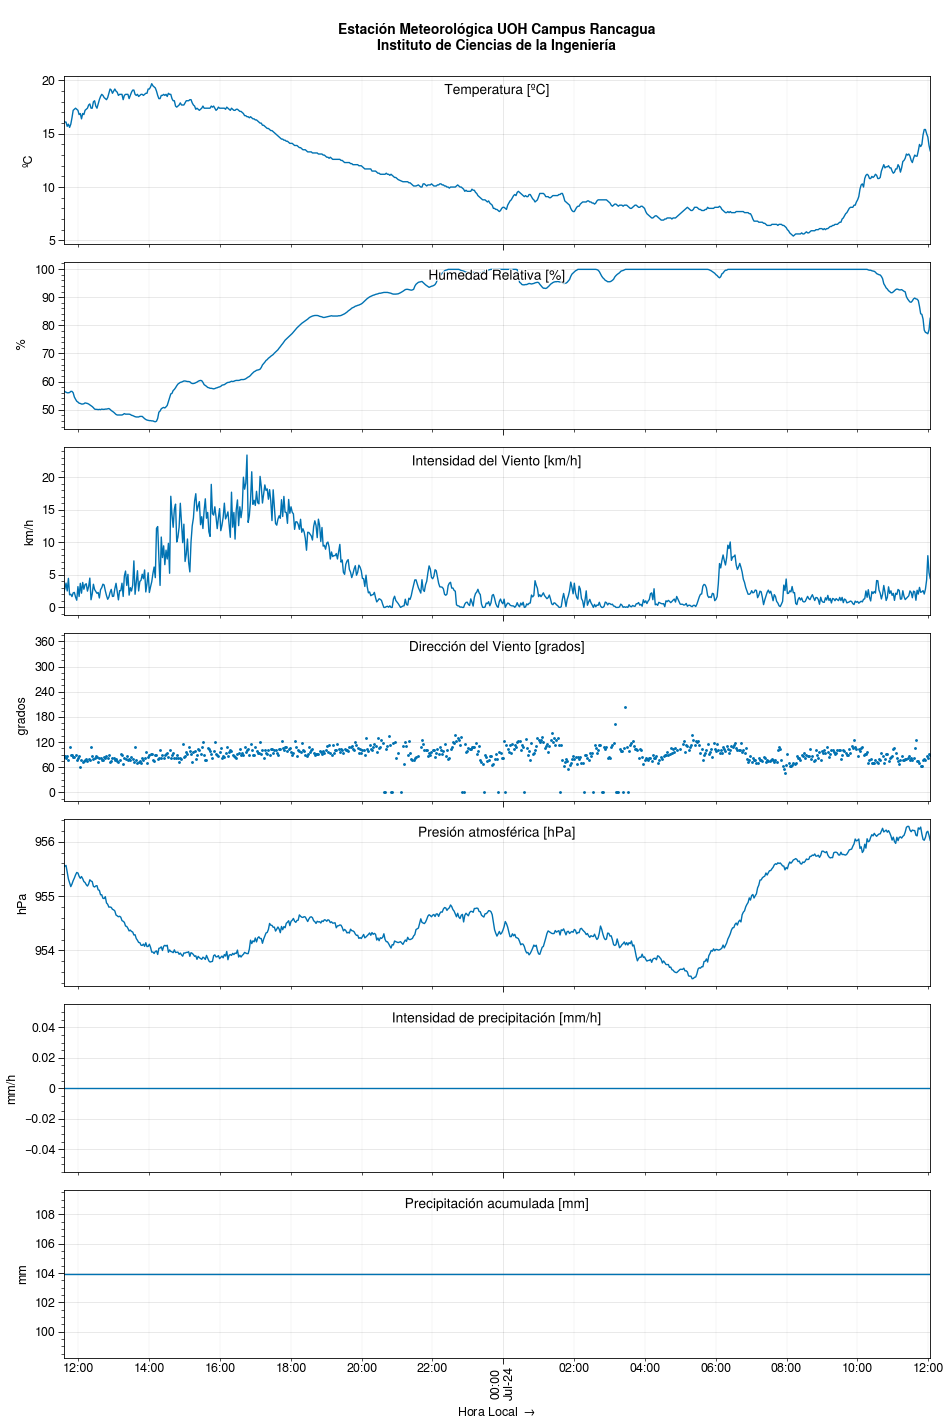 Estación Meteorológica UOH Campus Rancagua
Instituto de Ciencias de la Ingeniería
Temperatura [ºC]
ºC
20
15
10
5
Humedad Relativa [%]
%
100
90
80
70
60
50
Intensidad del Viento [km/h]
km/h
20
15
10
5
0
Dirección del Viento [grados]
grados
360
300
240
180
120
60
0
Presión atmosférica [hPa]
hPa
956
955
954
Intensidad de precipitación [mm/h]
mm/h
0.04
0.02
0
−0.02
−0.04
Precipitación acumulada [mm]
mm
108
106
104
102
100
12:00 14:00 16:00 18:00 20:00 22:00 00:00 02:00 04:00 06:00 08:00 10:00 12:00
Jul-24
Hora Local →